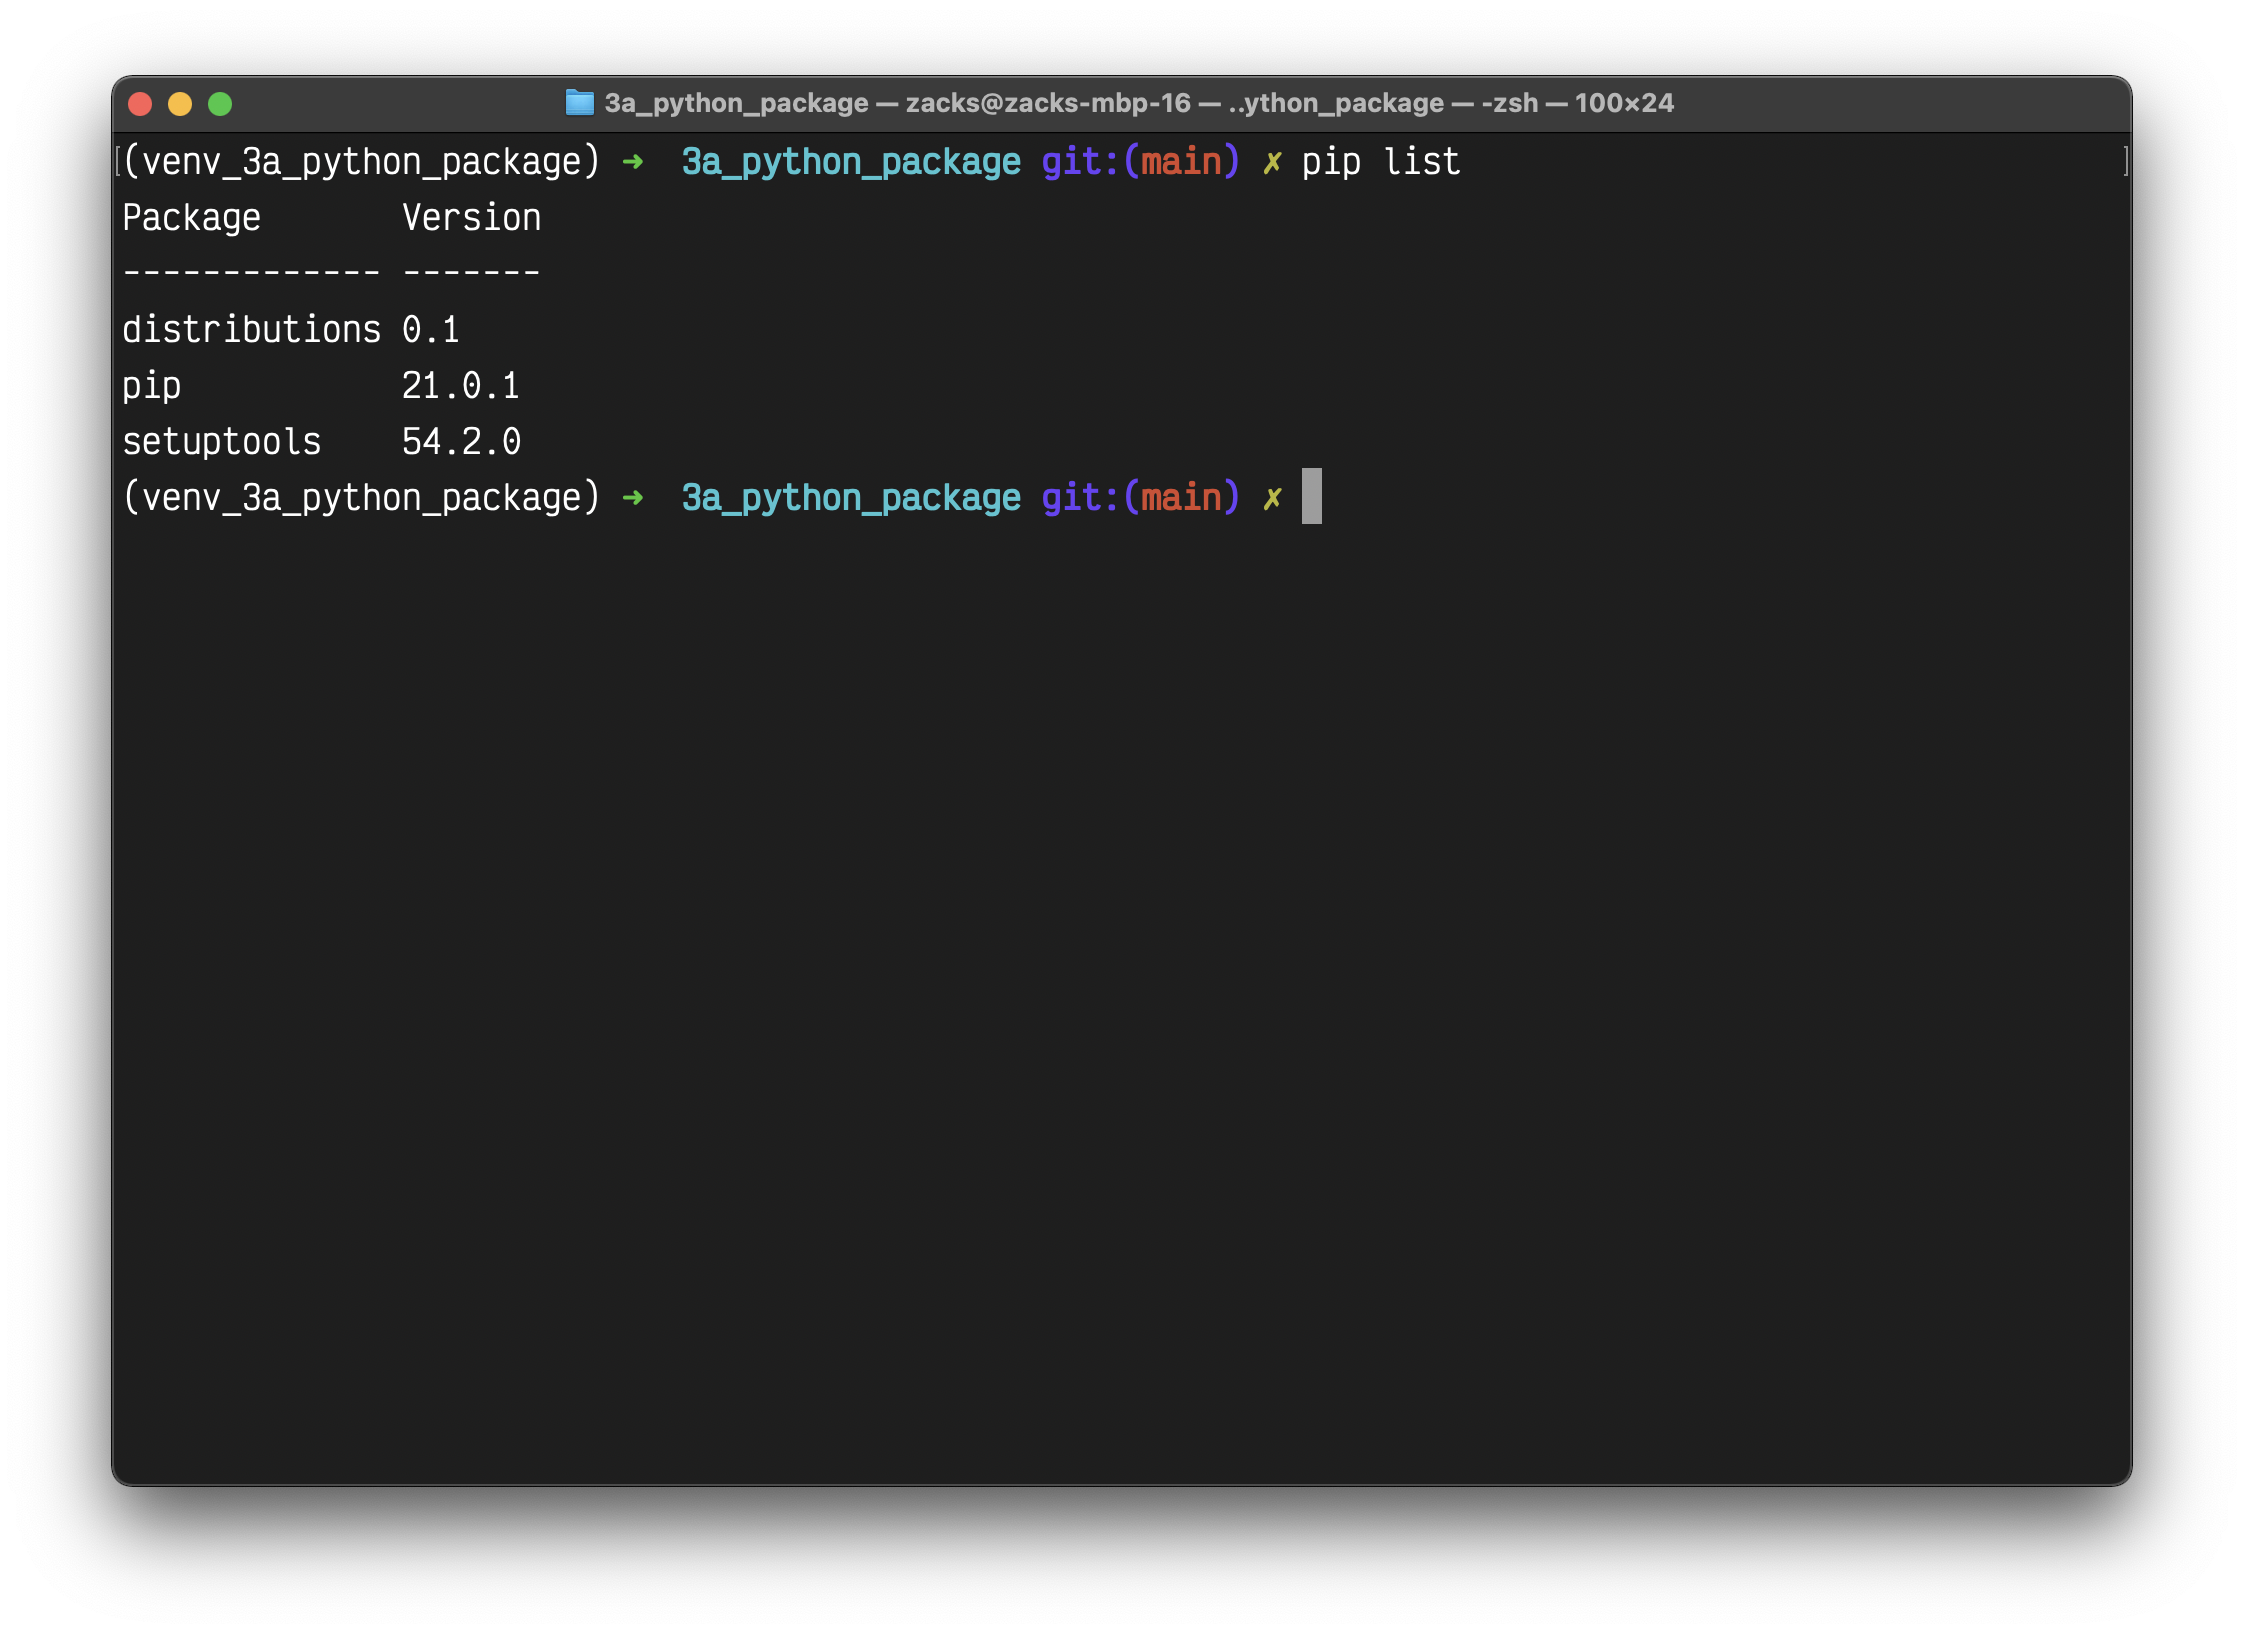 3a_python_package — zacks@zacks-mbp-16 — ..ython_package — -zsh — 100×24
[(venv_3a_python_package) ➜  3a_python_package git:(main) ✗ pip list ]
Package       Version
------------- -------
distributions 0.1
pip           21.0.1
setuptools    54.2.0
(venv_3a_python_package) ➜  3a_python_package git:(main) ✗